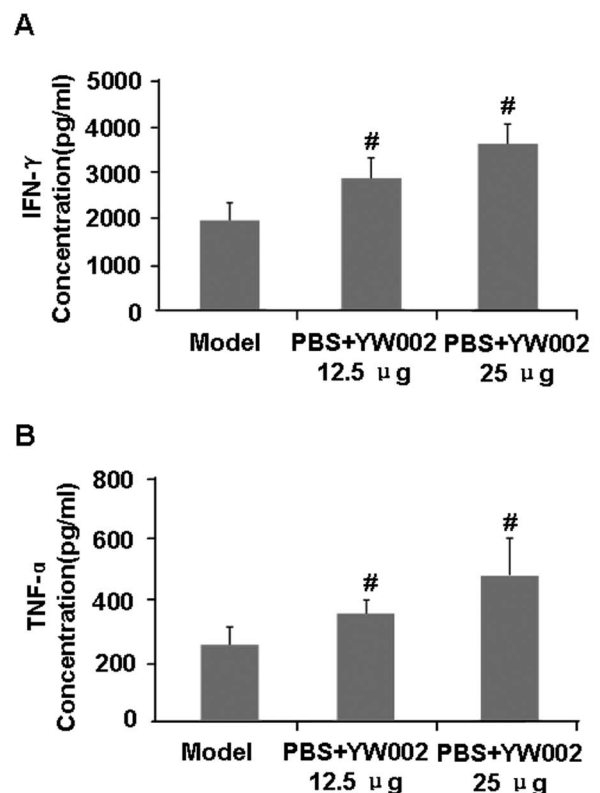 A
IFN-γ
Concentration(pg/ml)
5000
4000
3000
2000
1000
0
#
#
Model
PBS+YW002
12.5 μg
PBS+YW002
25 μg
B
TNF-α
Concentration(pg/ml)
800
600
400
200
0
#
#
Model
PBS+YW002
12.5 μg
PBS+YW002
25 μg